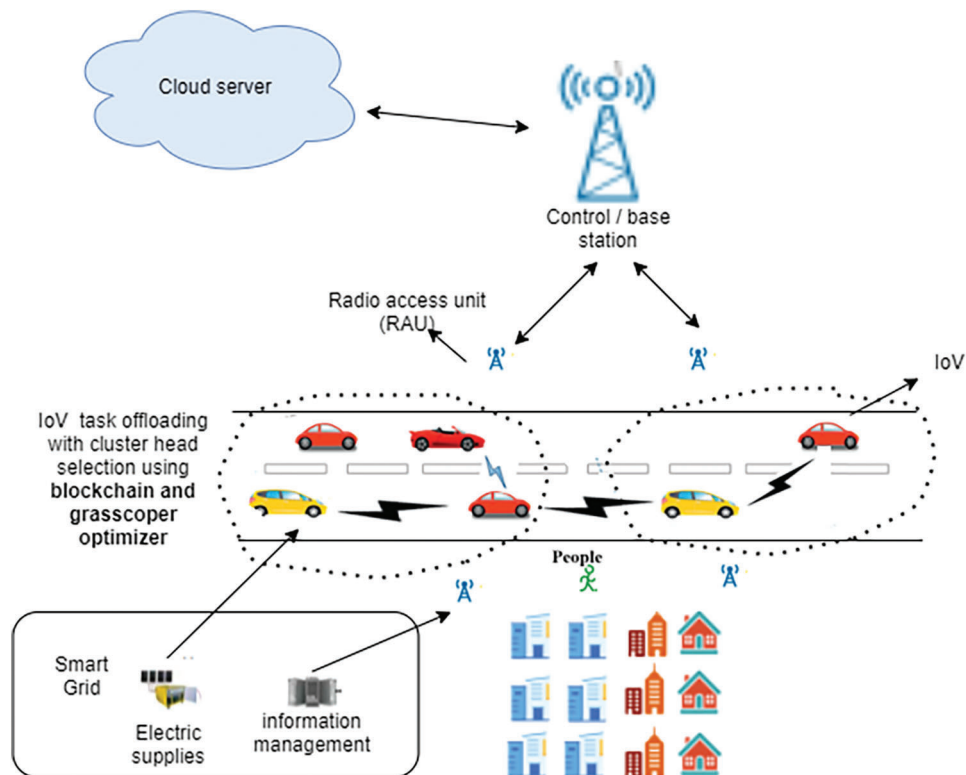 Cloud server
Control / base
station
Radio access unit
(RAU)
IoV
IoV task offloading
with cluster head
selection using
blockchain and
grasscoper
optimizer
People
Smart
Grid
Electric
supplies
information
management